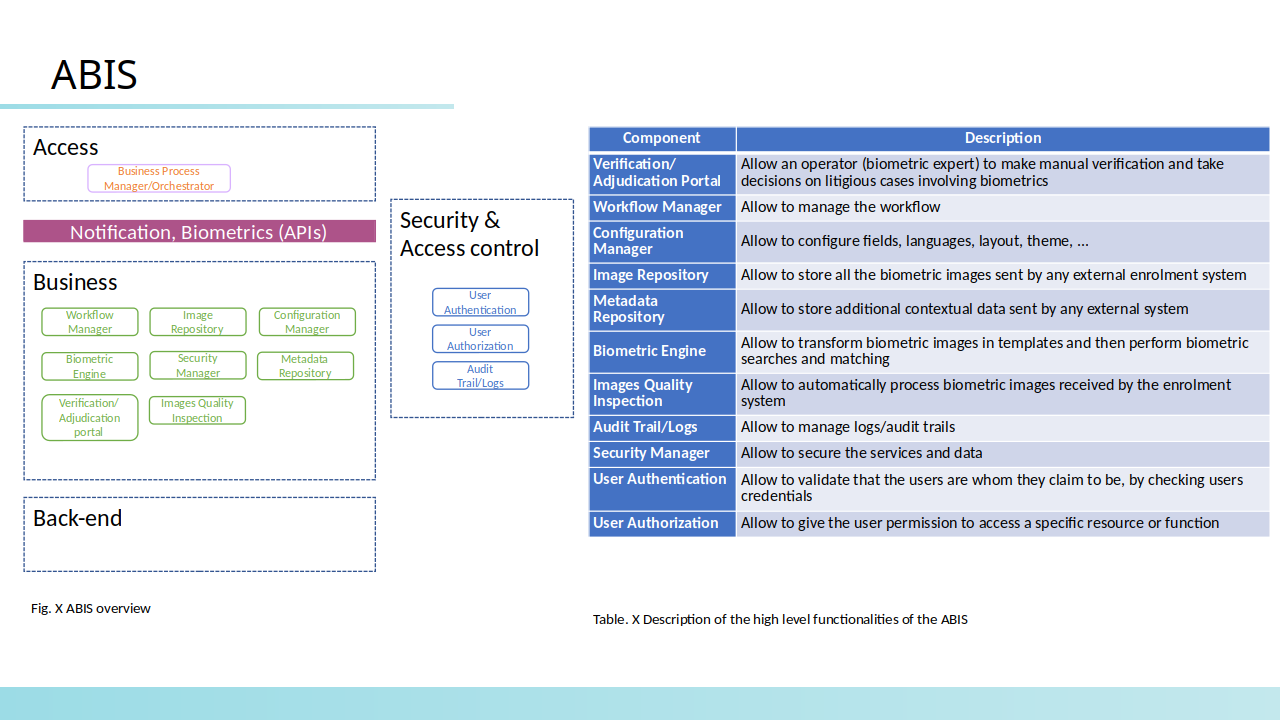 ABIS
Access
Business Process
Manager/Orchestrator
Notification, Biometrics (APIs)
Business
Workflow
Manager
Image
Repository
Configuration
Manager
Biometric
Engine
Security
Manager
Metadata
Repository
Verification/
Adjudication
portal
Images Quality
Inspection
Back-end
Fig. X ABIS overview
Security &
Access control
User
Authentication
User
Authorization
Audit
Trail/Logs
Component
Description
Verification/
Adjudication Portal
Allow an operator (biometric expert) to make manual verification and take
decisions on litigious cases involving biometrics
Workflow Manager
Allow to manage the workflow
Configuration
Manager
Allow to configure fields, languages, layout, theme, ...
Image Repository
Allow to store all the biometric images sent by any external enrolment system
Metadata
Repository
Allow to store additional contextual data sent by any external system
Biometric Engine
Allow to transform biometric images in templates and then perform biometric
searches and matching
Images Quality
Inspection
Allow to automatically process biometric images received by the enrolment
system
Audit Trail/Logs
Allow to manage logs/audit trails
Security Manager
Allow to secure the services and data
User Authentication
Allow to validate that the users are whom they claim to be, by checking users
credentials
User Authorization
Allow to give the user permission to access a specific resource or function
Table. X Description of the high level functionalities of the ABIS